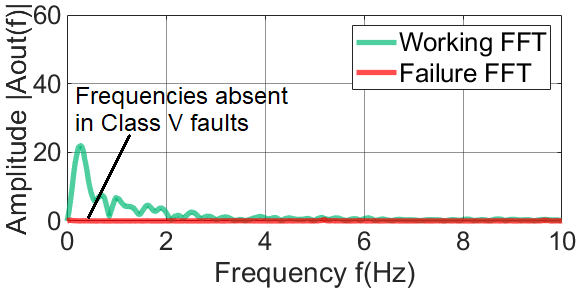 60
Working FFT
Failure FFT
Frequencies absent
in Class V faults
40
20
0
0 2 4 6 8 10
Amplitude |Aout(f)|
Frequency f(Hz)